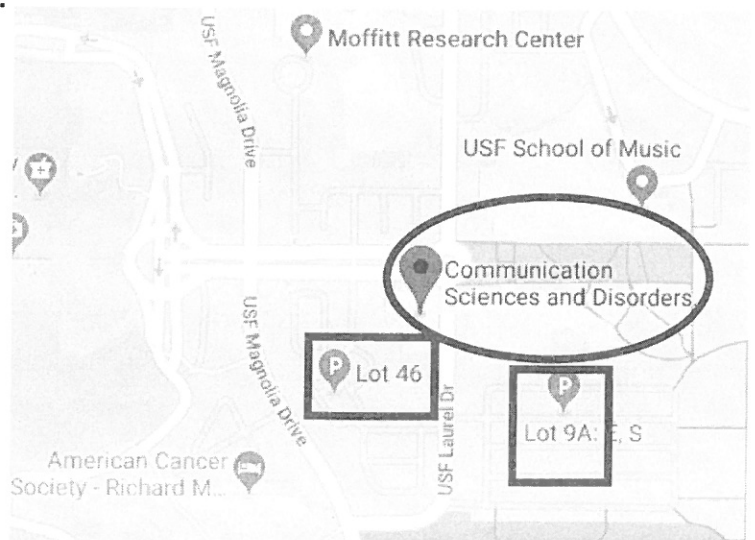 USF Magnolia Drive
Moffitt Research Center
USF School of Music
Communication
Sciences and Disorders
USF Magnolia Drive
P Lot 46
USF Laurel Dr
P
Lot 9A: E, S
American Cancer
Society - Richard M...